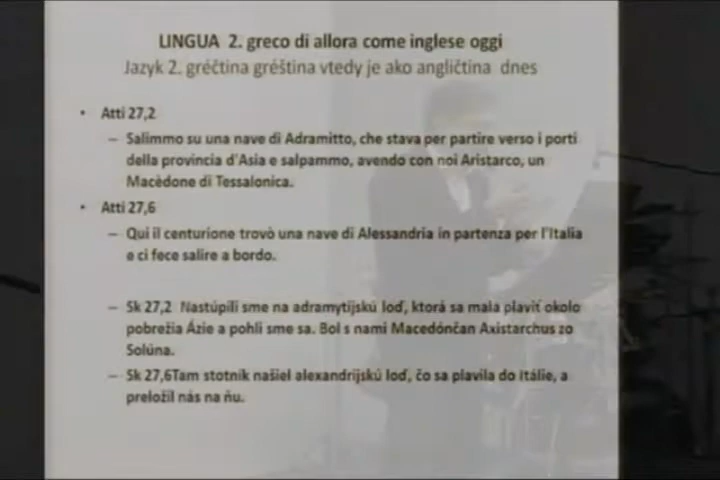 LINGUA 2. greco di allora come inglese oggi
Jazyk 2. gréčtina gréština vtedy je ako angličtina dnes
• Atti 27,2
– Salimmo su una nave di Adramitto, che stava per partire verso i porti
della provincia d'Asia e salpammo, avendo con noi Aristarco, un
Macèdone di Tessalonica.
• Atti 27,6
– Qui il centurione trovò una nave di Alessandria in partenza per l'Italia
e ci fece salire a bordo.
– Sk 27,2 Nastúpili sme na adramytijskú loď, ktorá sa mala plaviť okolo
pobrežia Ázie a pohli sme sa. Bol s nami Macedónčan Axistarchus zo
Solúna.
– Sk 27,6Tam stotník našiel alexandrijskú loď, čo sa plavila do Itálie, a
preložil nás na ňu.